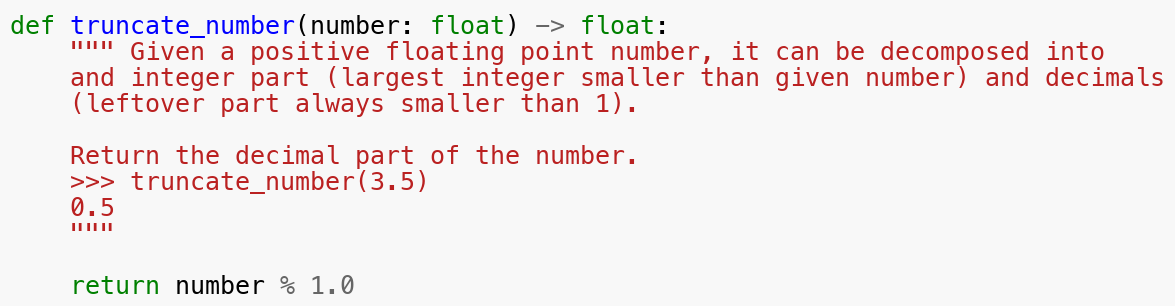 def truncate_number(number: float) -> float:
    """ Given a positive floating point number, it can be decomposed into
    and integer part (largest integer smaller than given number) and decimals
    (leftover part always smaller than 1).

    Return the decimal part of the number.
    >>> truncate_number(3.5)
    0.5
    """

    return number % 1.0